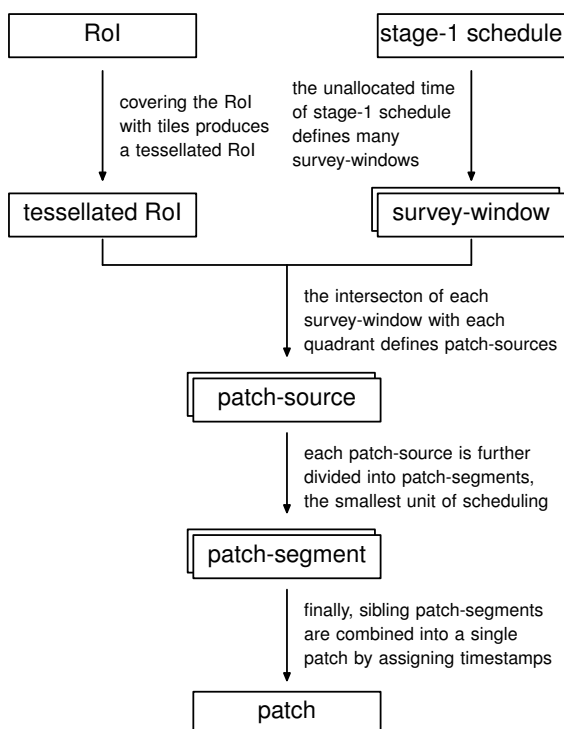 RoI
stage-1 schedule
covering the RoI
with tiles produces
a tessellated RoI
the unallocated time
of stage-1 schedule
defines many
survey-windows
tessellated RoI
survey-window
the intersecton of each
survey-window with each
quadrant defines patch-sources
patch-source
each patch-source is further
divided into patch-segments,
the smallest unit of scheduling
patch-segment
finally, sibling patch-segments
are combined into a single
patch by assigning timestamps
patch